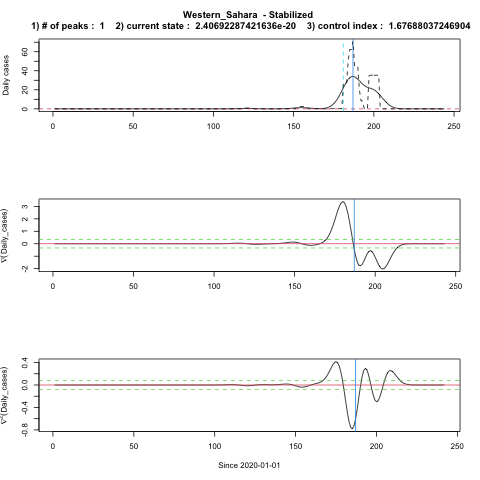 Western_Sahara - Stabilized
1) # of peaks : 1 2) current state : 2.40692287421636e-20 3) control index : 1.67688037246904
Daily cases
0 20 40 60
0 50 100 150 200 250
∇(Daily_cases)
-2 0 1 2 3
0 50 100 150 200 250
∇²(Daily_cases)
-0.8 -0.4 0.0 0.4
0 50 100 150 200 250
Since 2020-01-01